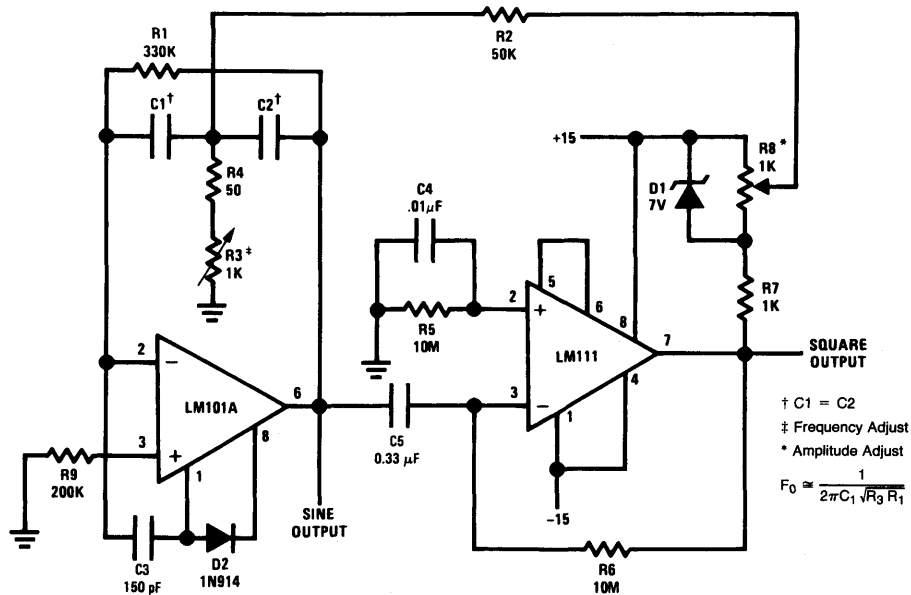 R1
330K
R2
50K
C1†
C2†
R4
50
R3‡
1K
+15
R8*
1K
D1
7V
C4
.01µF
R5
10M
5
6
2
+
8
7
LM111
R7
1K
SQUARE
OUTPUT
4
3
−
1
2
−
LM101A
6
8
3
+
1
R9
200K
C5
0.33 µF
SINE
OUTPUT
−15
C3
150 pF
D2
1N914
R6
10M
† C1 = C2
‡ Frequency Adjust
* Amplitude Adjust
F₀ ≅ 1 / 2πC₁ √R₃ R₁